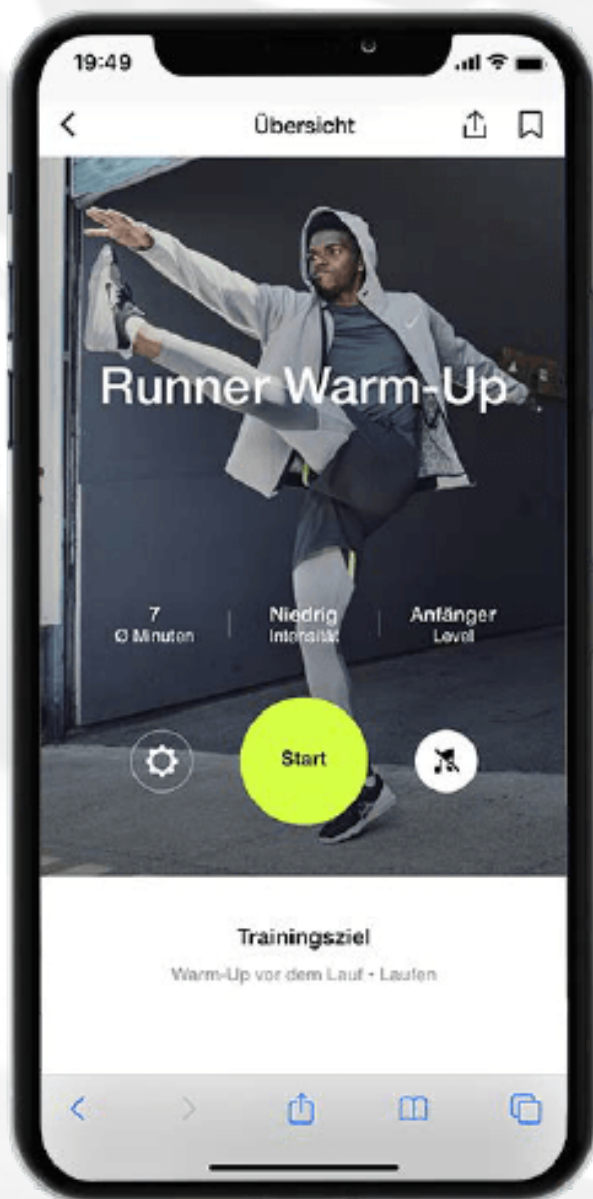 19:49
Übersicht
Runner Warm-Up
7
Ø Minuten
Niedrig
Intensität
Anfänger
Level
Start
Trainingsziel
Warm-Up vor dem Lauf • Laufen